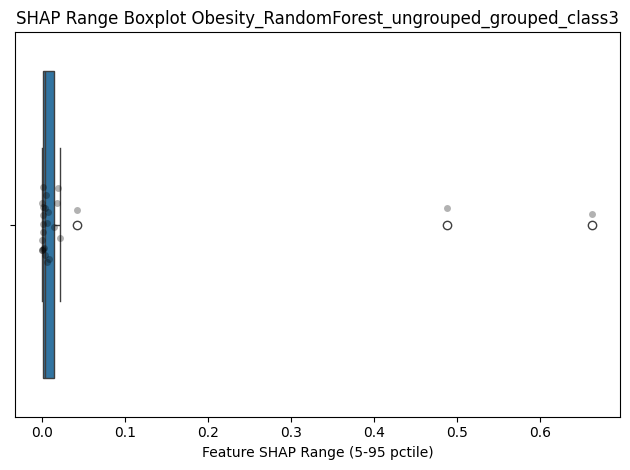 SHAP Range Boxplot Obesity_RandomForest_ungrouped_grouped_class3
0.0 0.1 0.2 0.3 0.4 0.5 0.6
Feature SHAP Range (5-95 pctile)